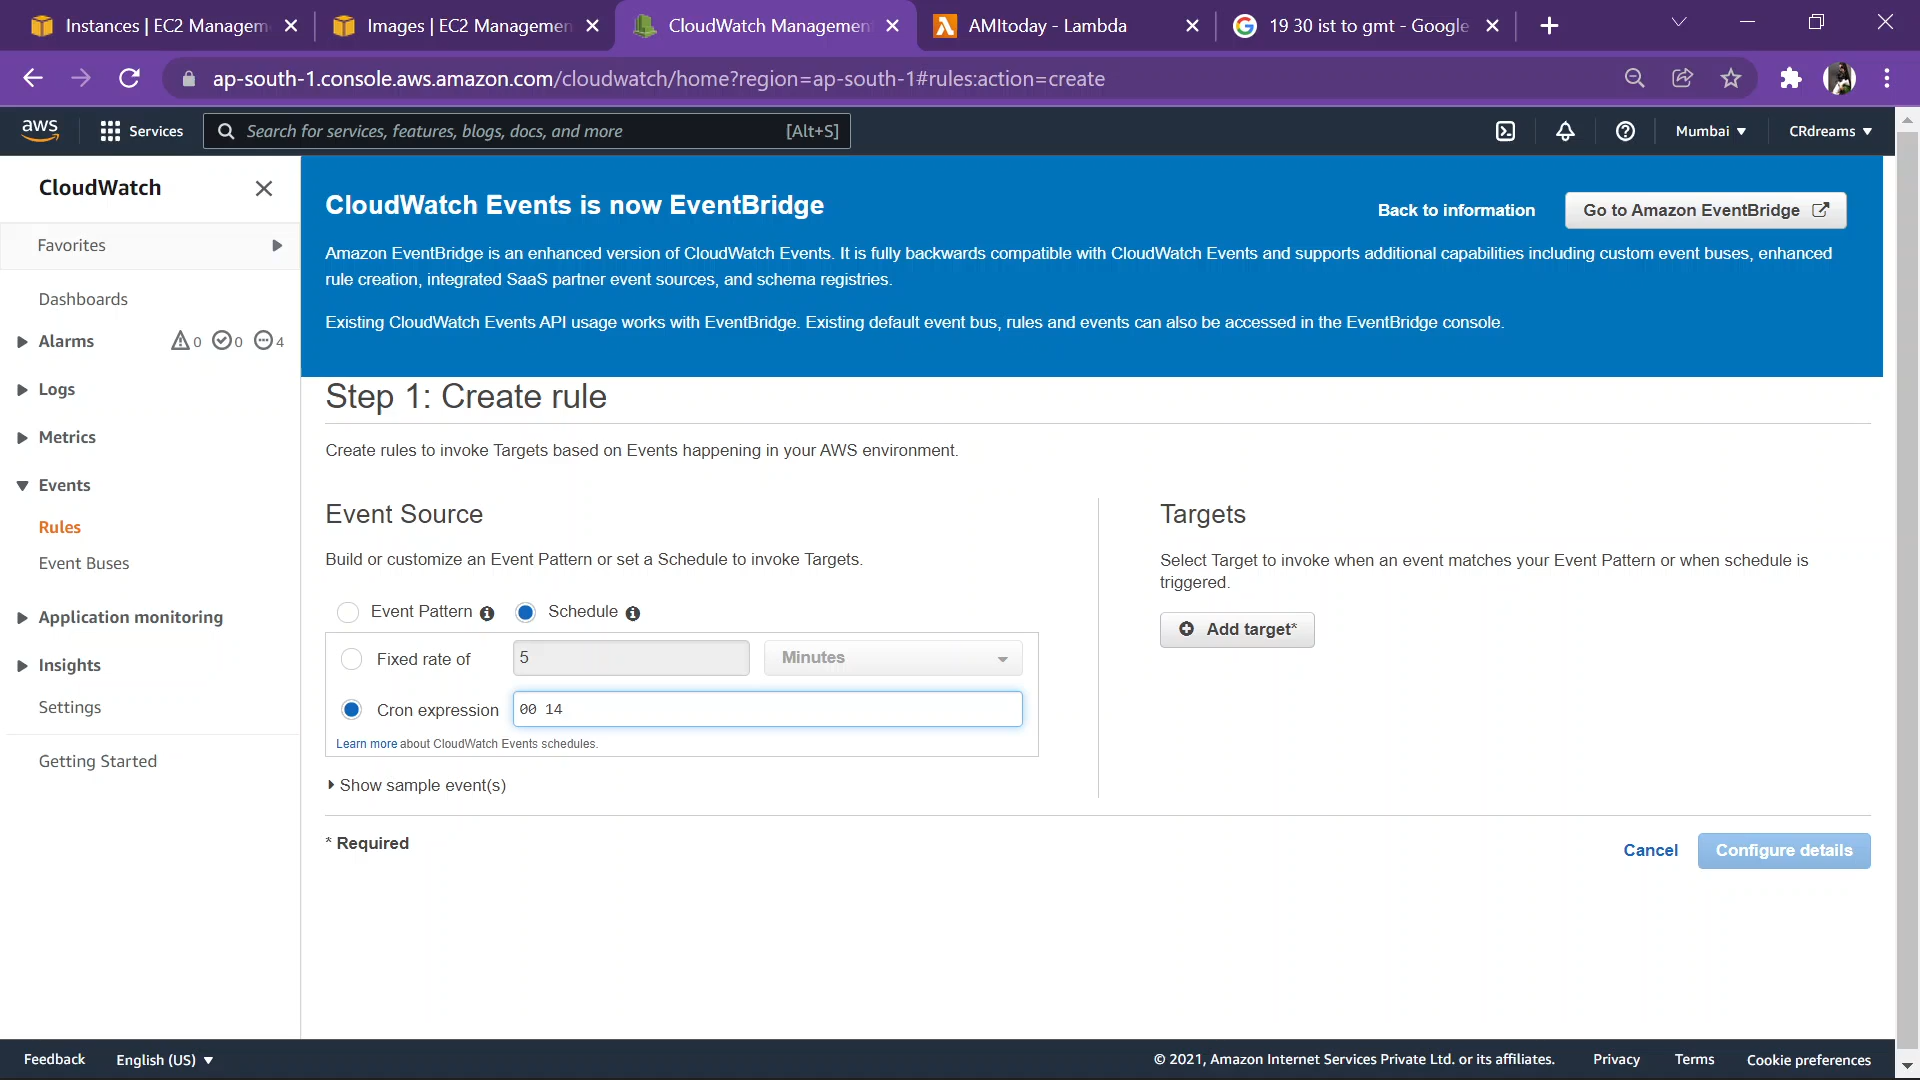 Instances | EC2 Managem
Images | EC2 Managemen
CloudWatch Managemen
AMItoday - Lambda
19 30 ist to gmt - Google
ap-south-1.console.aws.amazon.com/cloudwatch/home?region=ap-south-1#rules:action=create
aws
Services
Search for services, features, blogs, docs, and more
[Alt+S]
Mumbai
CRdreams
CloudWatch
Favorites
Dashboards
Alarms
0
0
4
Logs
Metrics
Events
Rules
Event Buses
Application monitoring
Insights
Settings
Getting Started
CloudWatch Events is now EventBridge
Back to information
Go to Amazon EventBridge
Amazon EventBridge is an enhanced version of CloudWatch Events. It is fully backwards compatible with CloudWatch Events and supports additional capabilities including custom event buses, enhanced
rule creation, integrated SaaS partner event sources, and schema registries.
Existing CloudWatch Events API usage works with EventBridge. Existing default event bus, rules and events can also be accessed in the EventBridge console.
Step 1: Create rule
Create rules to invoke Targets based on Events happening in your AWS environment.
Event Source
Build or customize an Event Pattern or set a Schedule to invoke Targets.
Event Pattern
Schedule
Fixed rate of
5
Minutes
Cron expression
00 14
Learn more about CloudWatch Events schedules.
Show sample event(s)
Targets
Select Target to invoke when an event matches your Event Pattern or when schedule is
triggered.
Add target*
* Required
Cancel
Configure details
Feedback
English (US)
© 2021, Amazon Internet Services Private Ltd. or its affiliates.
Privacy
Terms
Cookie preferences